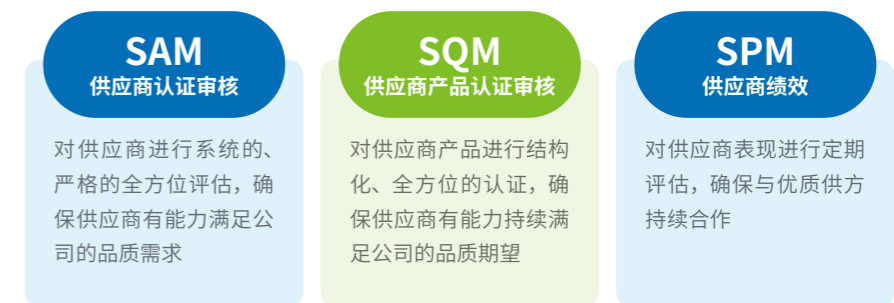 SAM
供应商认证审核
对供应商进行系统的、
严格的全方位评估，确
保供应商有能力满足公
司的品质需求
SQM
供应商产品认证审核
对供应商产品进行结构
化、全方位的认证，确
保供应商有能力持续满
足公司的品质期望
SPM
供应商绩效
对供应商表现进行定期
评估，确保与优质供方
持续合作